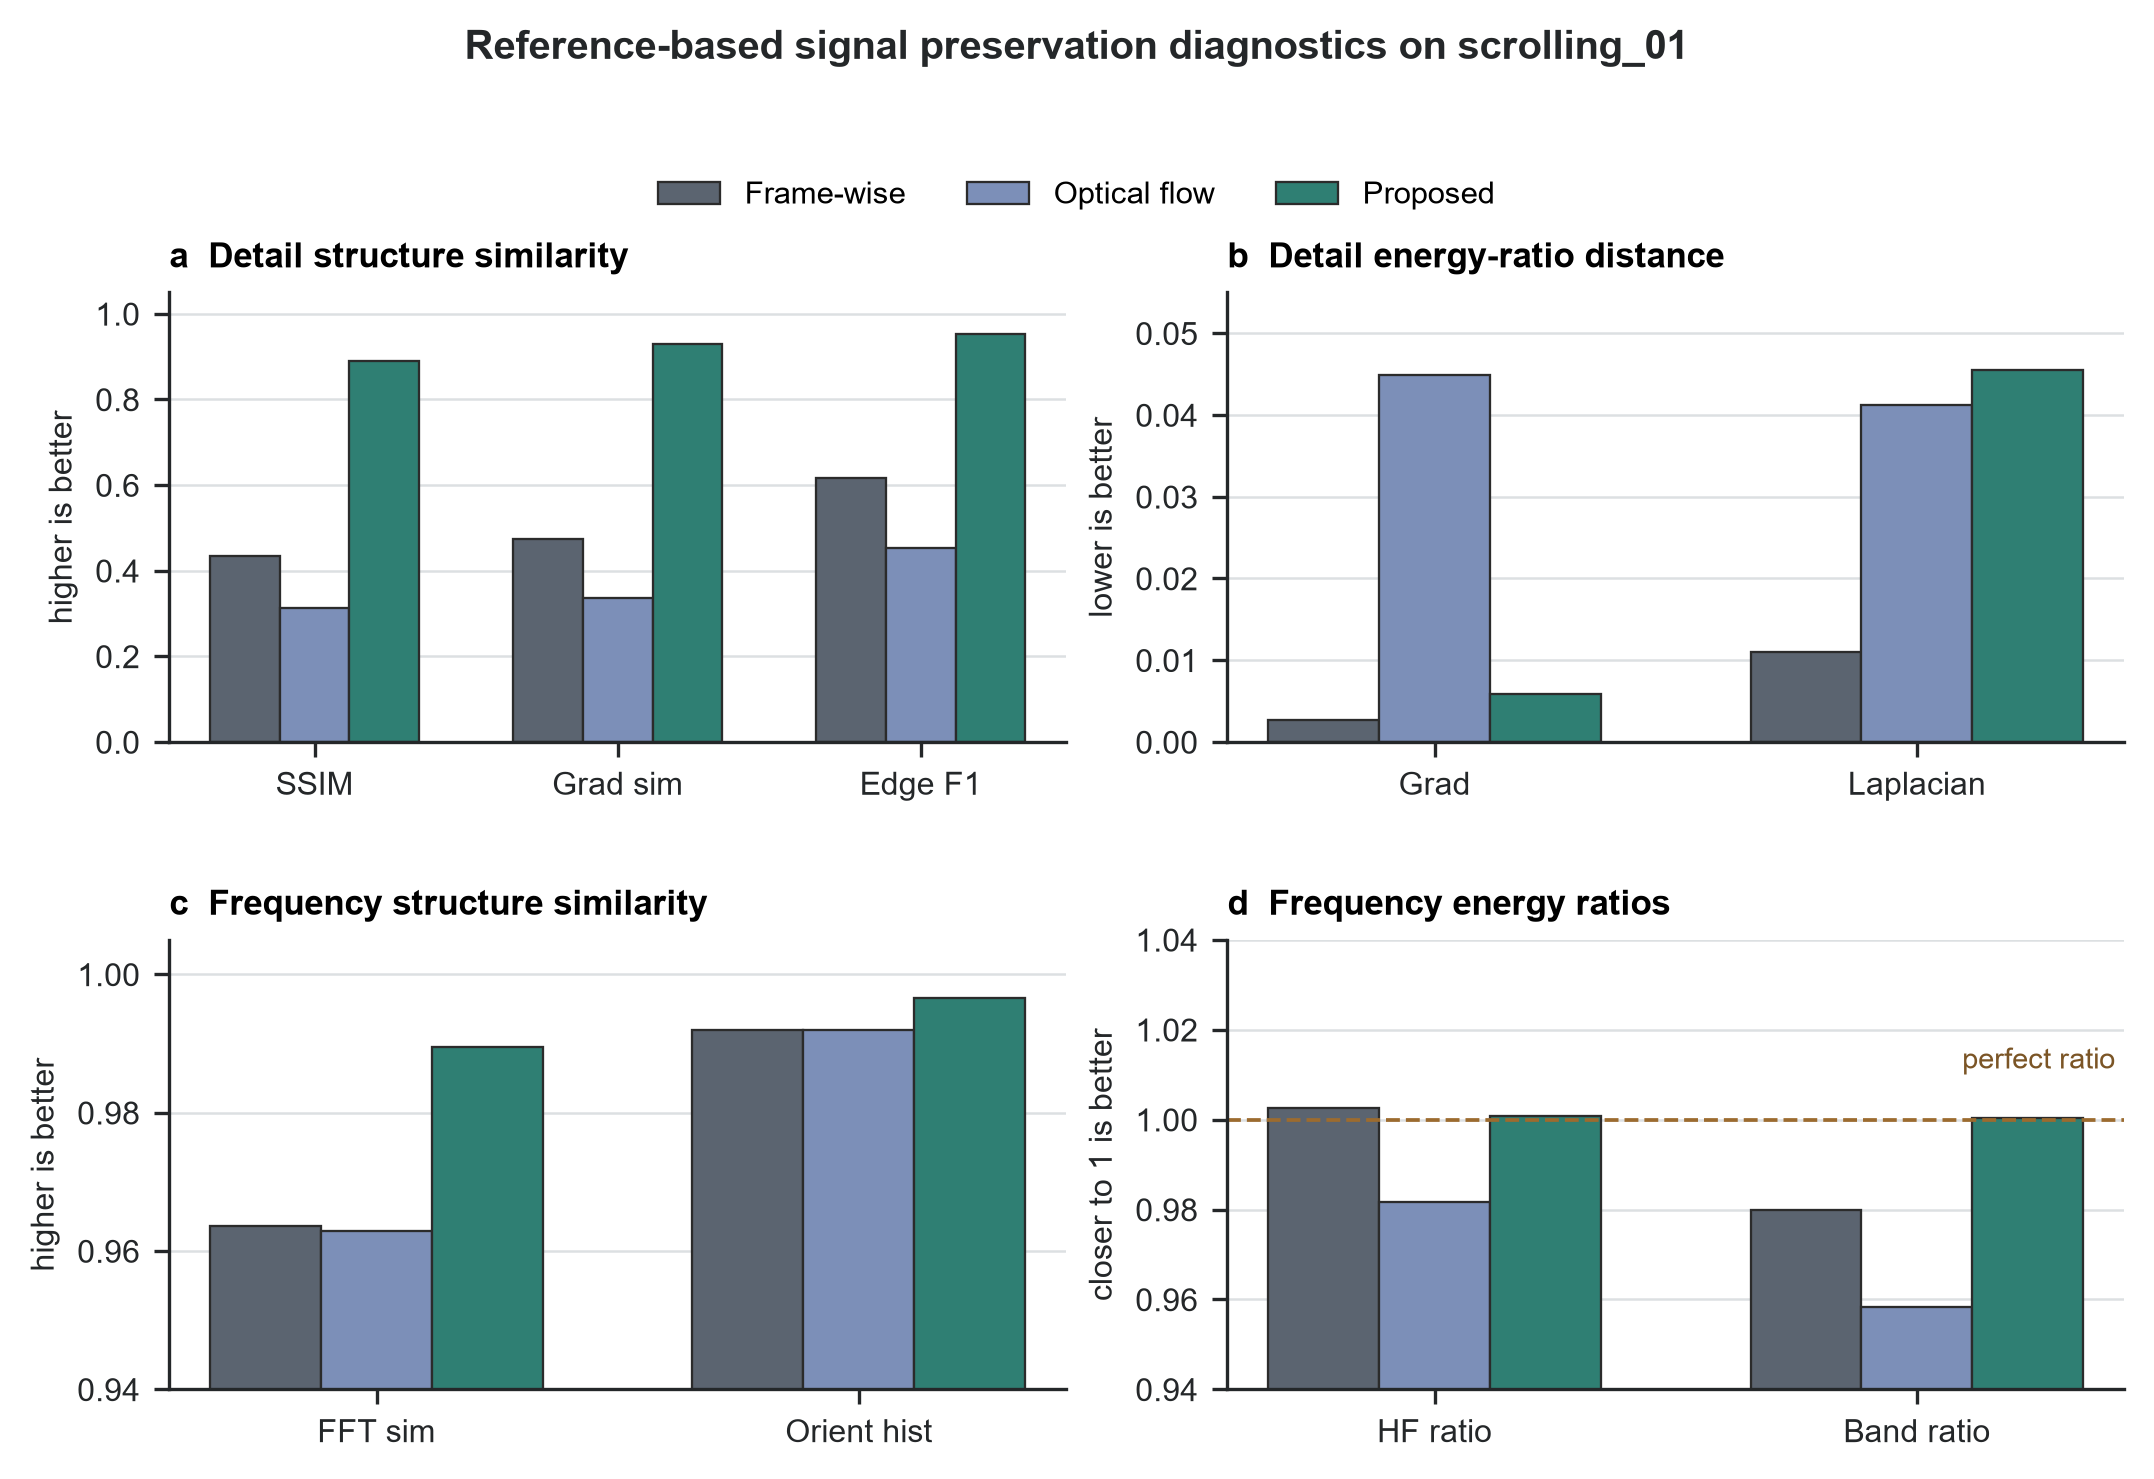 Reference-based signal preservation diagnostics on scrolling_01
Frame-wise
Optical flow
Proposed
a Detail structure similarity
higher is better
1.0
0.8
0.6
0.4
0.2
0.0
SSIM
Grad sim
Edge F1
b Detail energy-ratio distance
lower is better
0.05
0.04
0.03
0.02
0.01
0.00
Grad
Laplacian
c Frequency structure similarity
higher is better
1.00
0.98
0.96
0.94
FFT sim
Orient hist
d Frequency energy ratios
closer to 1 is better
1.04
1.02
1.00
0.98
0.96
0.94
perfect ratio
HF ratio
Band ratio